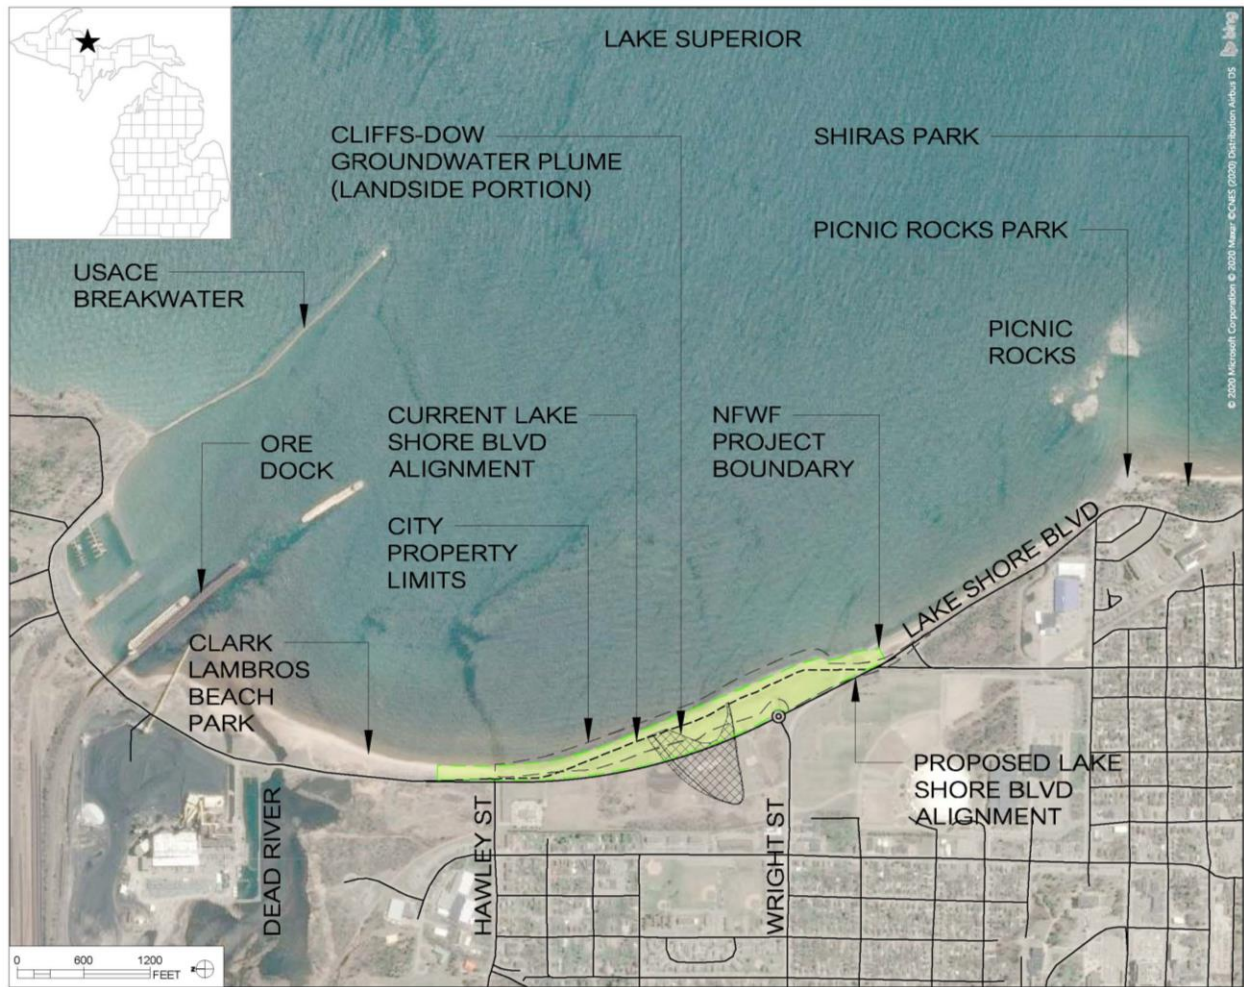 LAKE SUPERIOR
CLIFFS-DOW
GROUNDWATER PLUME
(LANDSIDE PORTION)
SHIRAS PARK
PICNIC ROCKS PARK
USACE
BREAKWATER
PICNIC
ROCKS
ORE
DOCK
CURRENT LAKE
SHORE BLVD
ALIGNMENT
NFWF
PROJECT
BOUNDARY
CITY
PROPERTY
LIMITS
LAKE SHORE BLVD
CLARK
LAMBROS
BEACH
PARK
PROPOSED LAKE
SHORE BLVD
ALIGNMENT
DEAD RIVER
HAWLEY ST
WRIGHT ST
0 600 1200
FEET
z
bing
© 2020 Microsoft Corporation © 2020 Maxar ©CNES (2020) Distribution Airbus DS